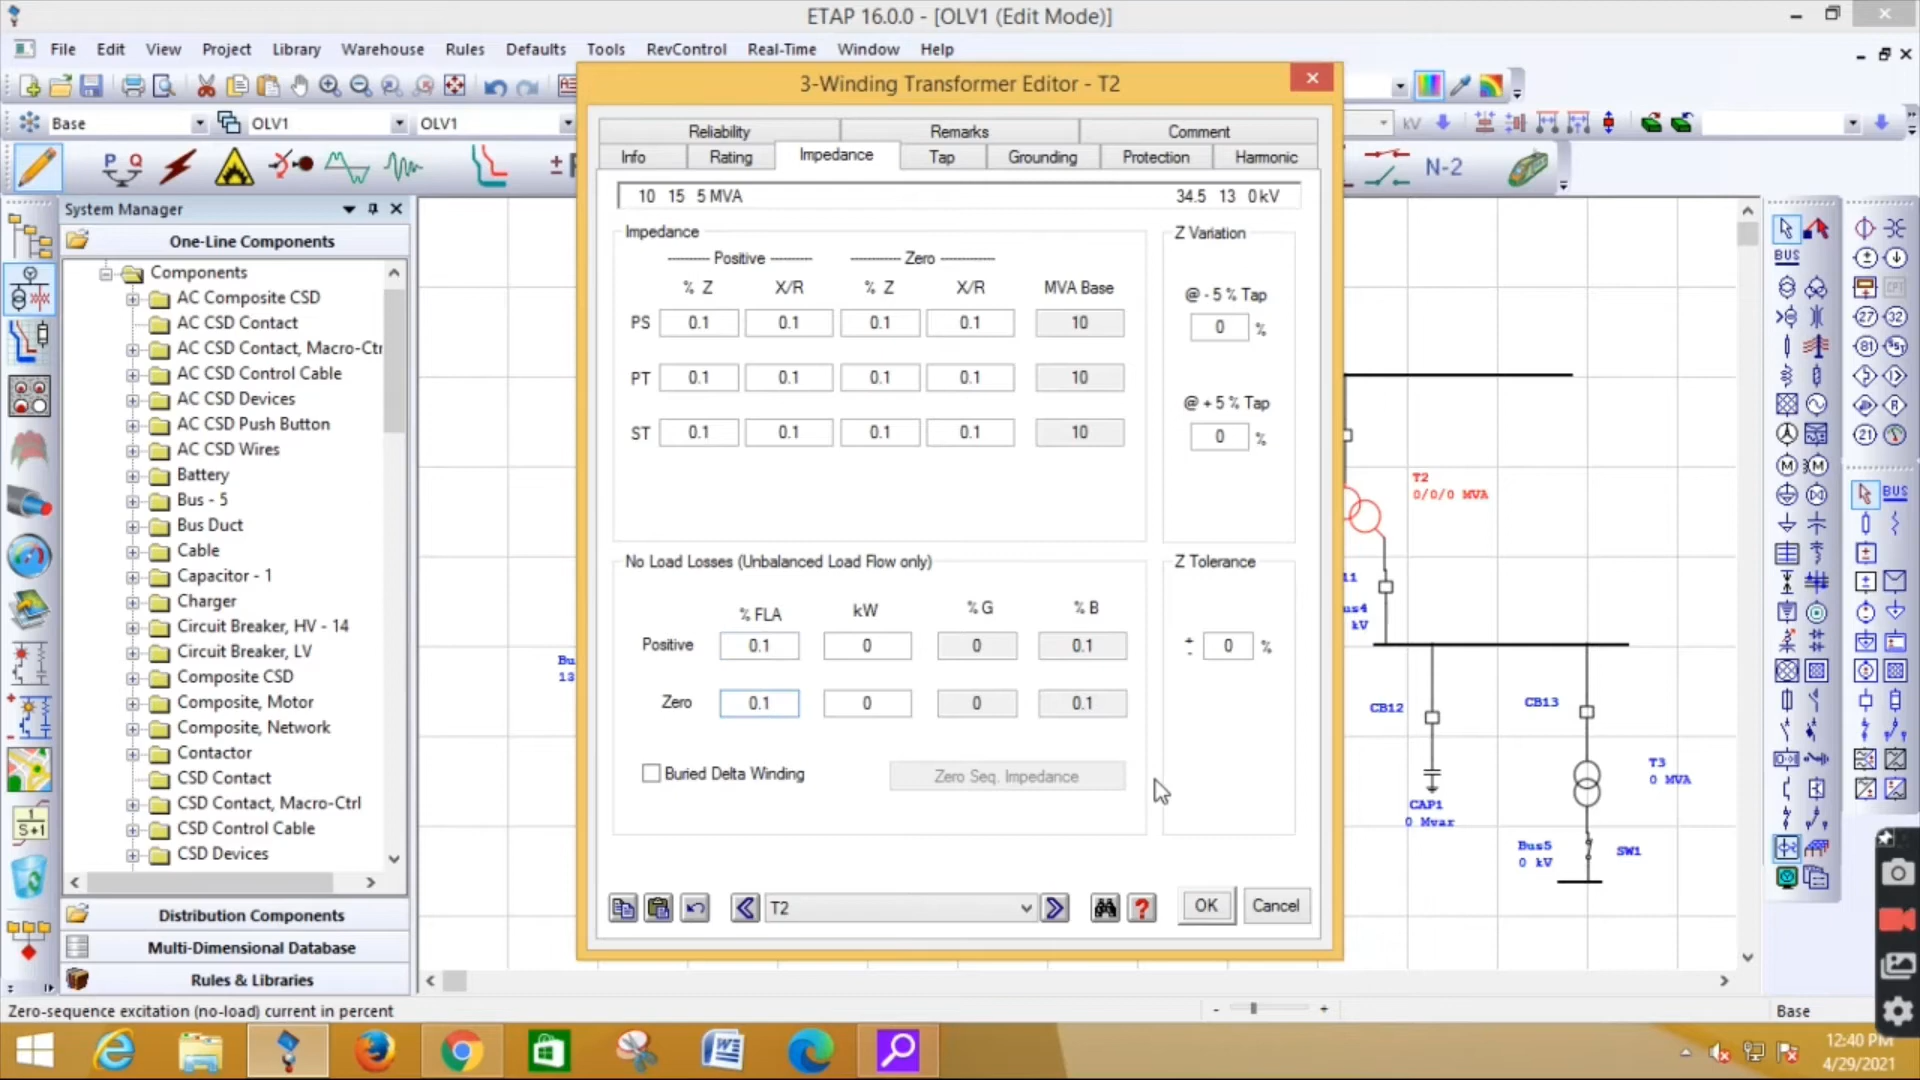 ETAP 16.0.0 - [OLV1 (Edit Mode)]
File Edit View Project Library Warehouse Rules Defaults Tools RevControl Real-Time Window Help
Base OLV1 OLV1 kV
N-2
System Manager
One-Line Components
Components
AC Composite CSD
AC CSD Contact
AC CSD Contact, Macro-Ctr
AC CSD Control Cable
AC CSD Devices
AC CSD Push Button
AC CSD Wires
Battery
Bus - 5
Bus Duct
Cable
Capacitor - 1
Charger
Circuit Breaker, HV - 14
Circuit Breaker, LV
Composite CSD
Composite, Motor
Composite, Network
Contactor
CSD Contact
CSD Contact, Macro-Ctrl
CSD Control Cable
CSD Devices
Distribution Components
Multi-Dimensional Database
Rules & Libraries
3-Winding Transformer Editor - T2
Reliability Remarks Comment
Info Rating Impedance Tap Grounding Protection Harmonic
10 15 5 MVA 34.5 13 0 kV
Impedance
Positive Zero
% Z X/R % Z X/R MVA Base
PS 0.1 0.1 0.1 0.1 10
PT 0.1 0.1 0.1 0.1 10
ST 0.1 0.1 0.1 0.1 10
Z Variation
@ - 5 % Tap
0 %
@ + 5 % Tap
0 %
No Load Losses (Unbalanced Load Flow only)
% FLA kW % G % B
Positive 0.1 0 0 0.1
Zero 0.1 0 0 0.1
Buried Delta Winding Zero Seq. Impedance
Z Tolerance
+ - 0 %
T2 OK Cancel
T2
0/0/0 MVA
kV
CB12
CAP1
0 Mvar
CB13
T3
0 MVA
Bus5
0 kV
SW1
BUS
BUS
Zero-sequence excitation (no-load) current in percent
Base
12:40 PM
4/29/2021